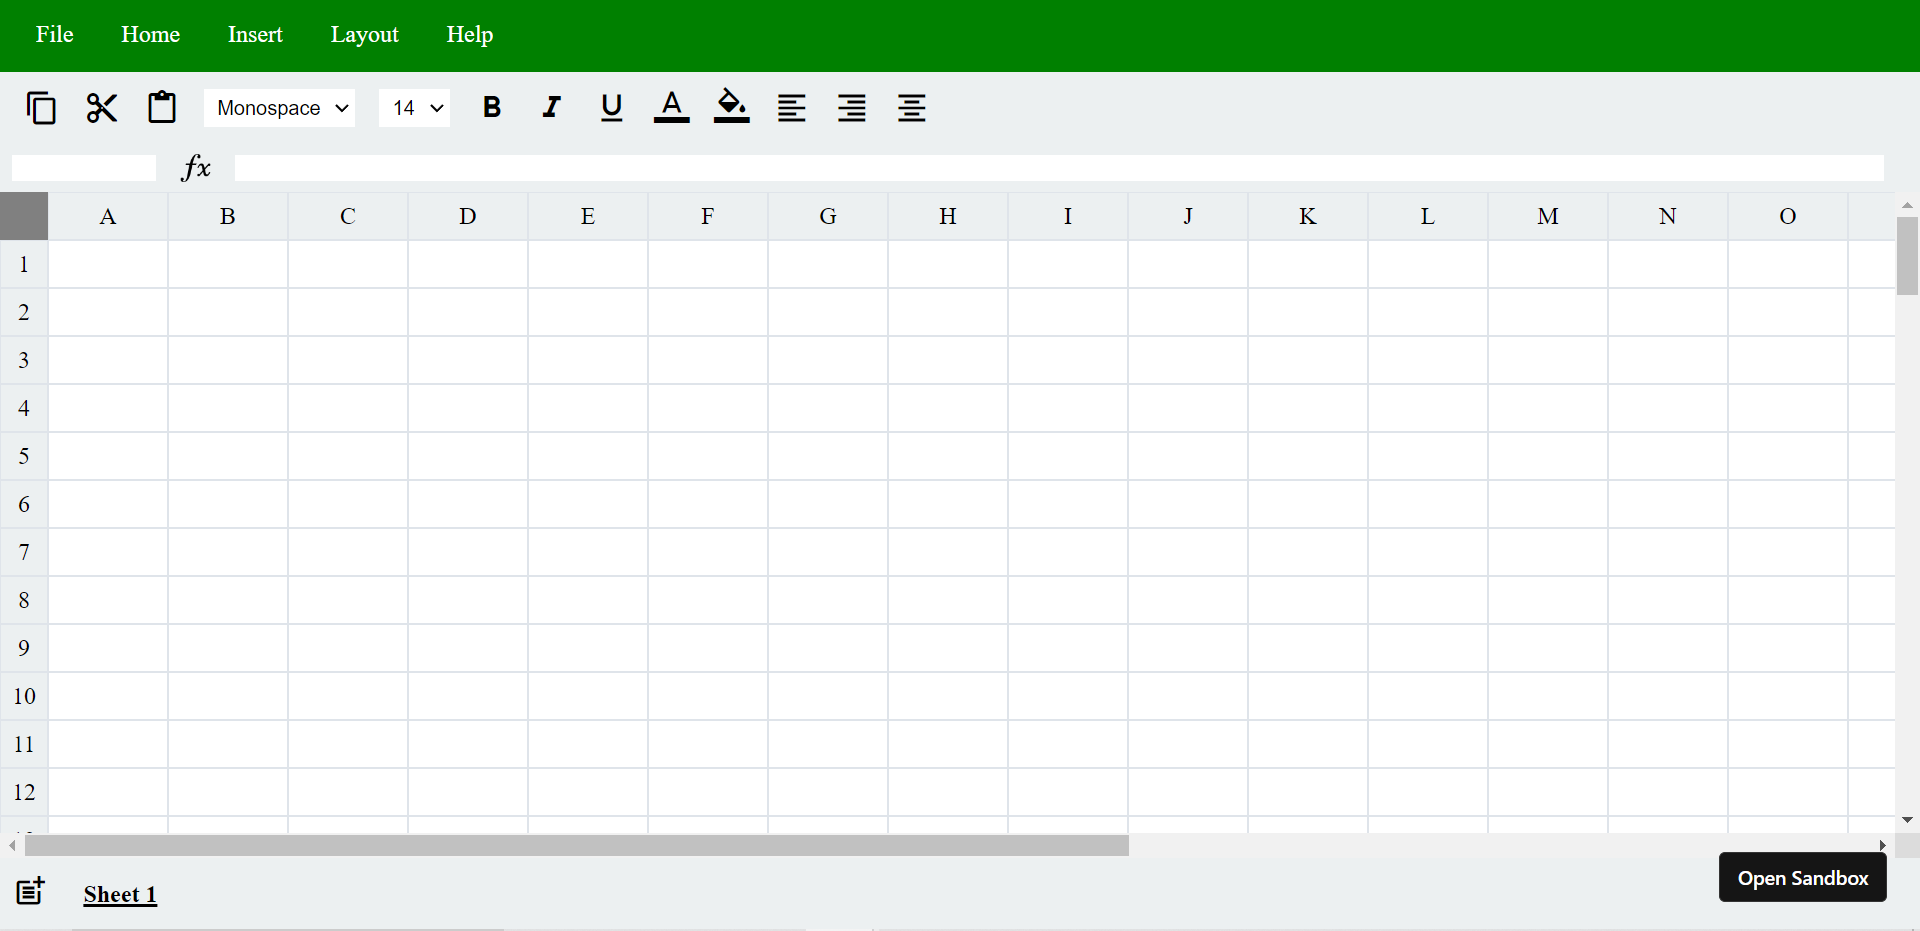 File Home Insert Layout Help
Monospace 14 B I U A
fx
A B C D E F G H I J K L M N O
1
2
3
4
5
6
7
8
9
10
11
12
Open Sandbox
Sheet 1